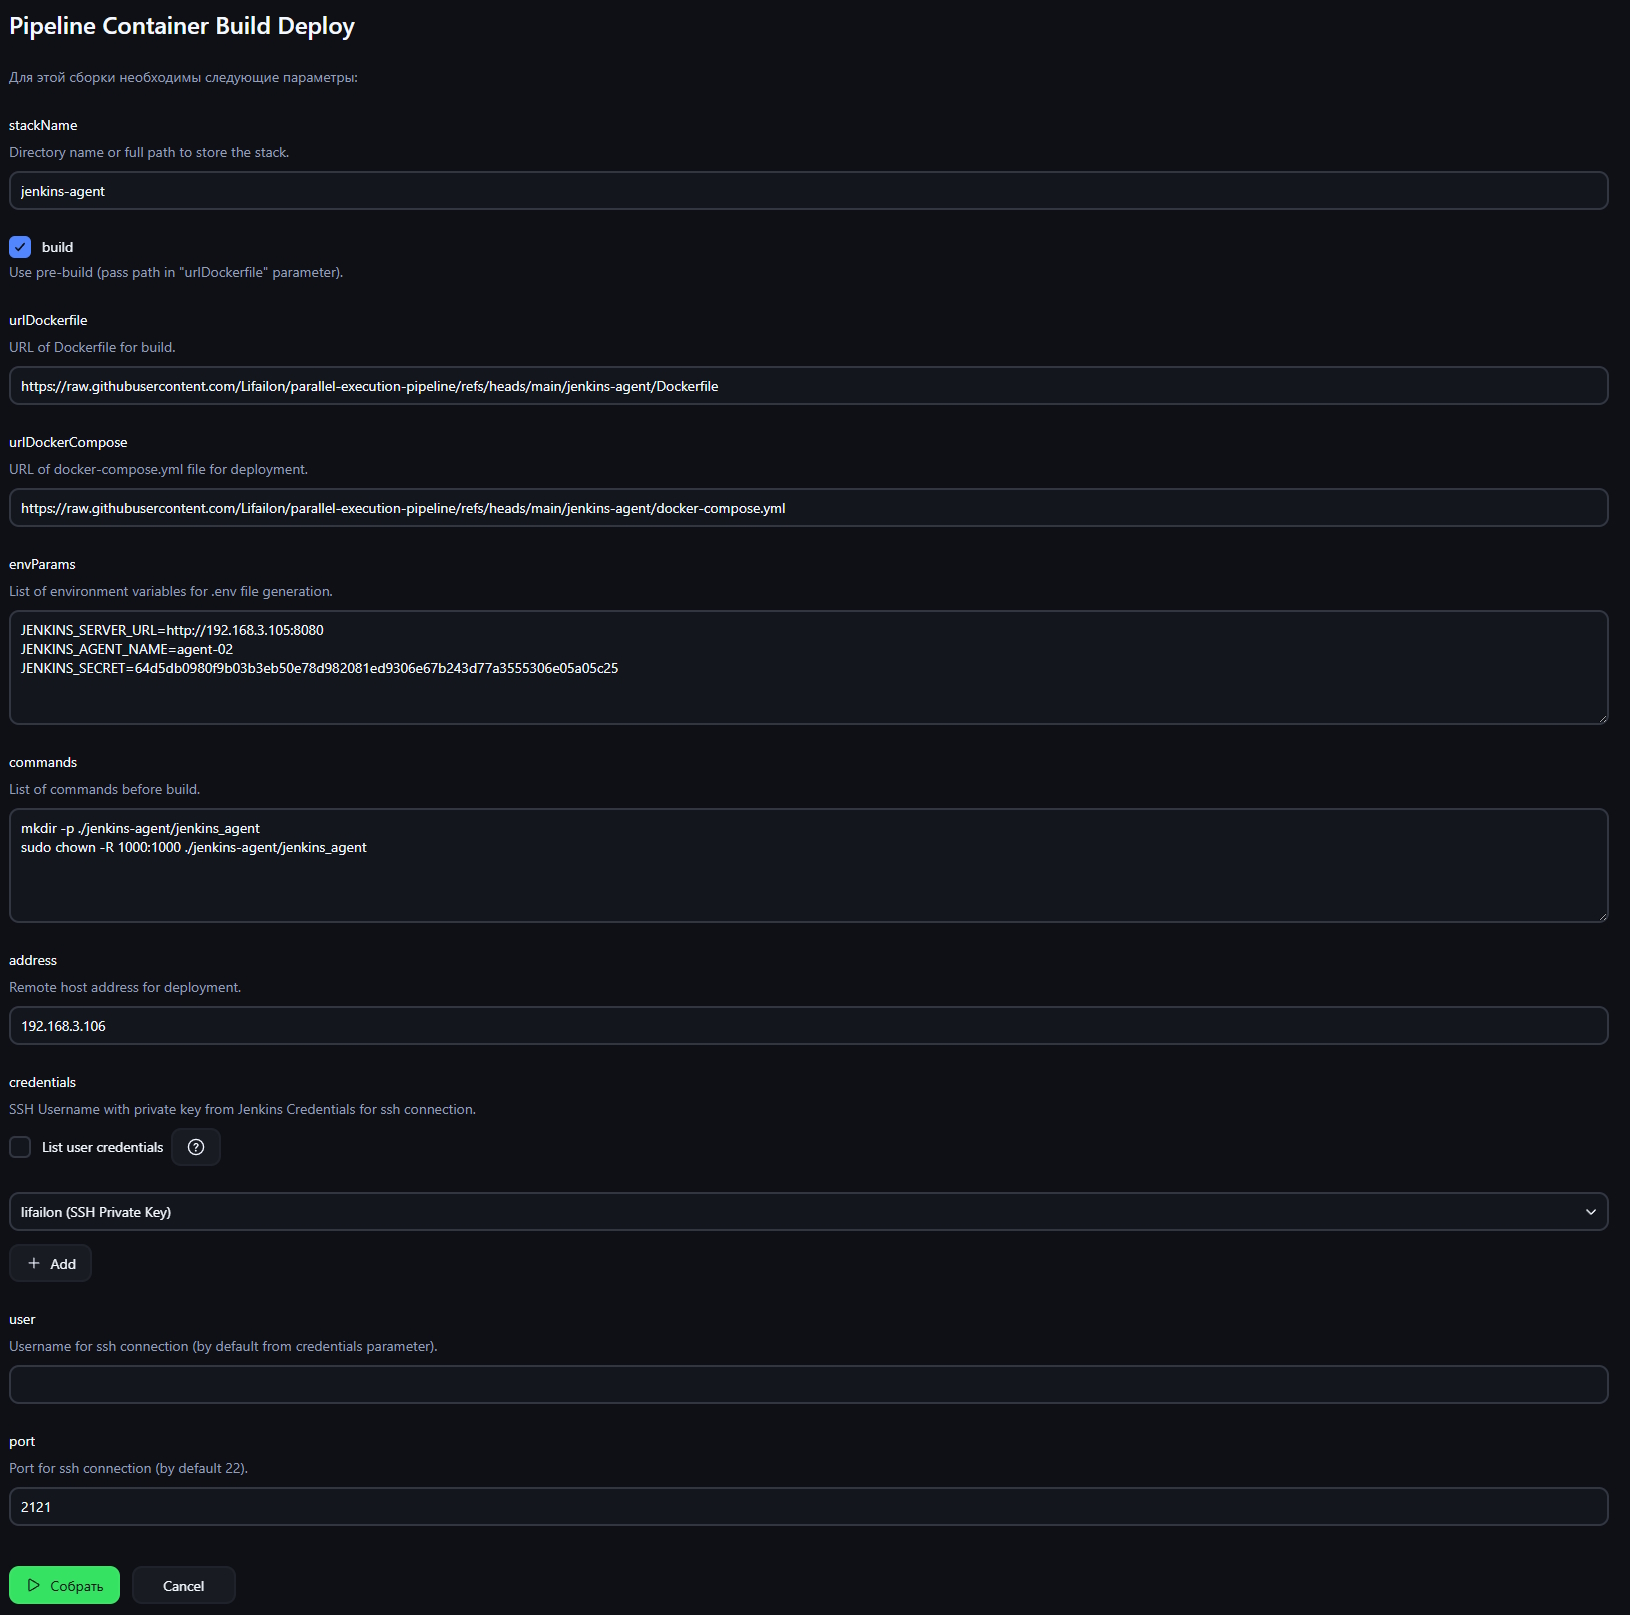 Pipeline Container Build Deploy
Для этой сборки необходимы следующие параметры:
stackName
Directory name or full path to store the stack.
jenkins-agent
build
Use pre-build (pass path in "urlDockerfile" parameter).
urlDockerfile
URL of Dockerfile for build.
https://raw.githubusercontent.com/Lifailon/parallel-execution-pipeline/refs/heads/main/jenkins-agent/Dockerfile
urlDockerCompose
URL of docker-compose.yml file for deployment.
https://raw.githubusercontent.com/Lifailon/parallel-execution-pipeline/refs/heads/main/jenkins-agent/docker-compose.yml
envParams
List of environment variables for .env file generation.
JENKINS_SERVER_URL=http://192.168.3.105:8080
JENKINS_AGENT_NAME=agent-02
JENKINS_SECRET=64d5db0980f9b03b3eb50e78d982081ed9306e67b243d77a3555306e05a05c25
commands
List of commands before build.
mkdir -p ./jenkins-agent/jenkins_agent
sudo chown -R 1000:1000 ./jenkins-agent/jenkins_agent
address
Remote host address for deployment.
192.168.3.106
credentials
SSH Username with private key from Jenkins Credentials for ssh connection.
List user credentials
lifailon (SSH Private Key)
Add
user
Username for ssh connection (by default from credentials parameter).
port
Port for ssh connection (by default 22).
2121
Собрать Cancel